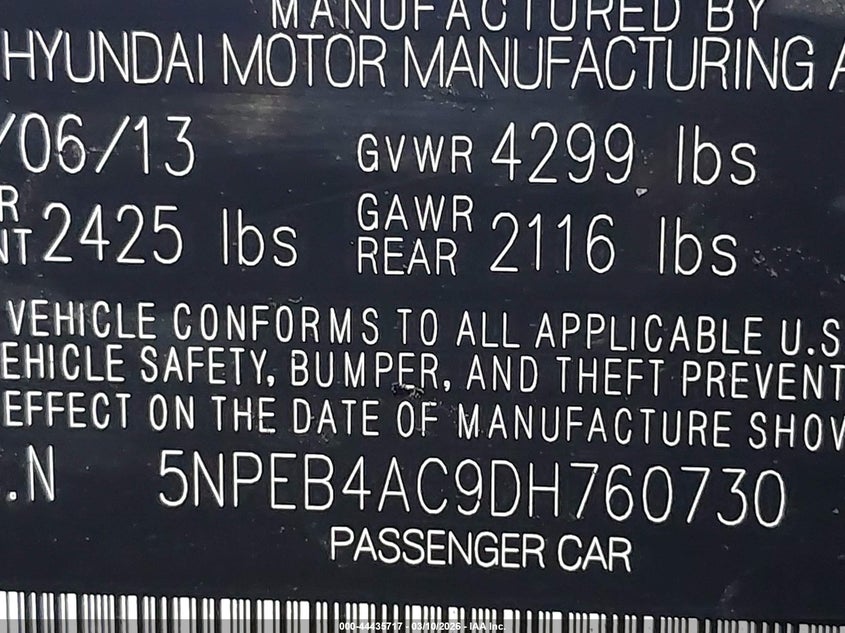 MANUFACTURED BY
HYUNDAI MOTOR MANUFACTURING A
/06/13 GVWR 4299 lbs
R
NT 2425 lbs GAWR
REAR 2116 lbs
VEHICLE CONFORMS TO ALL APPLICABLE U.S
EHICLE SAFETY, BUMPER, AND THEFT PREVENT
EFFECT ON THE DATE OF MANUFACTURE SHOW
.N 5NPEB4AC9DH760730
PASSENGER CAR
000-44435717 - 03/10/2026 - IAA Inc.